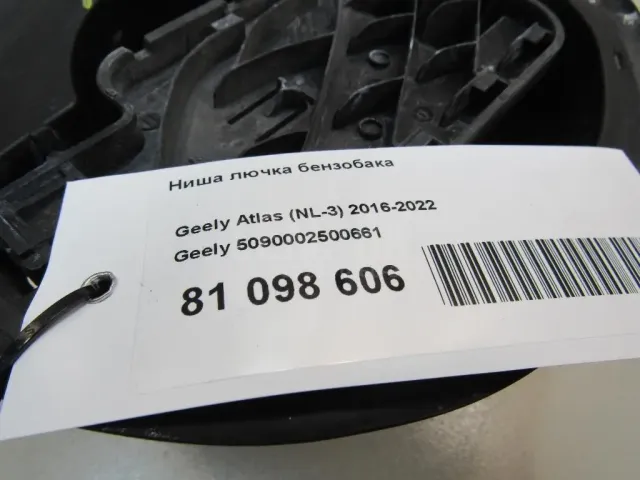 Ниша лючка бензобака
Geely Atlas (NL-3) 2016-2022
Geely 5090002500661
81 098 606